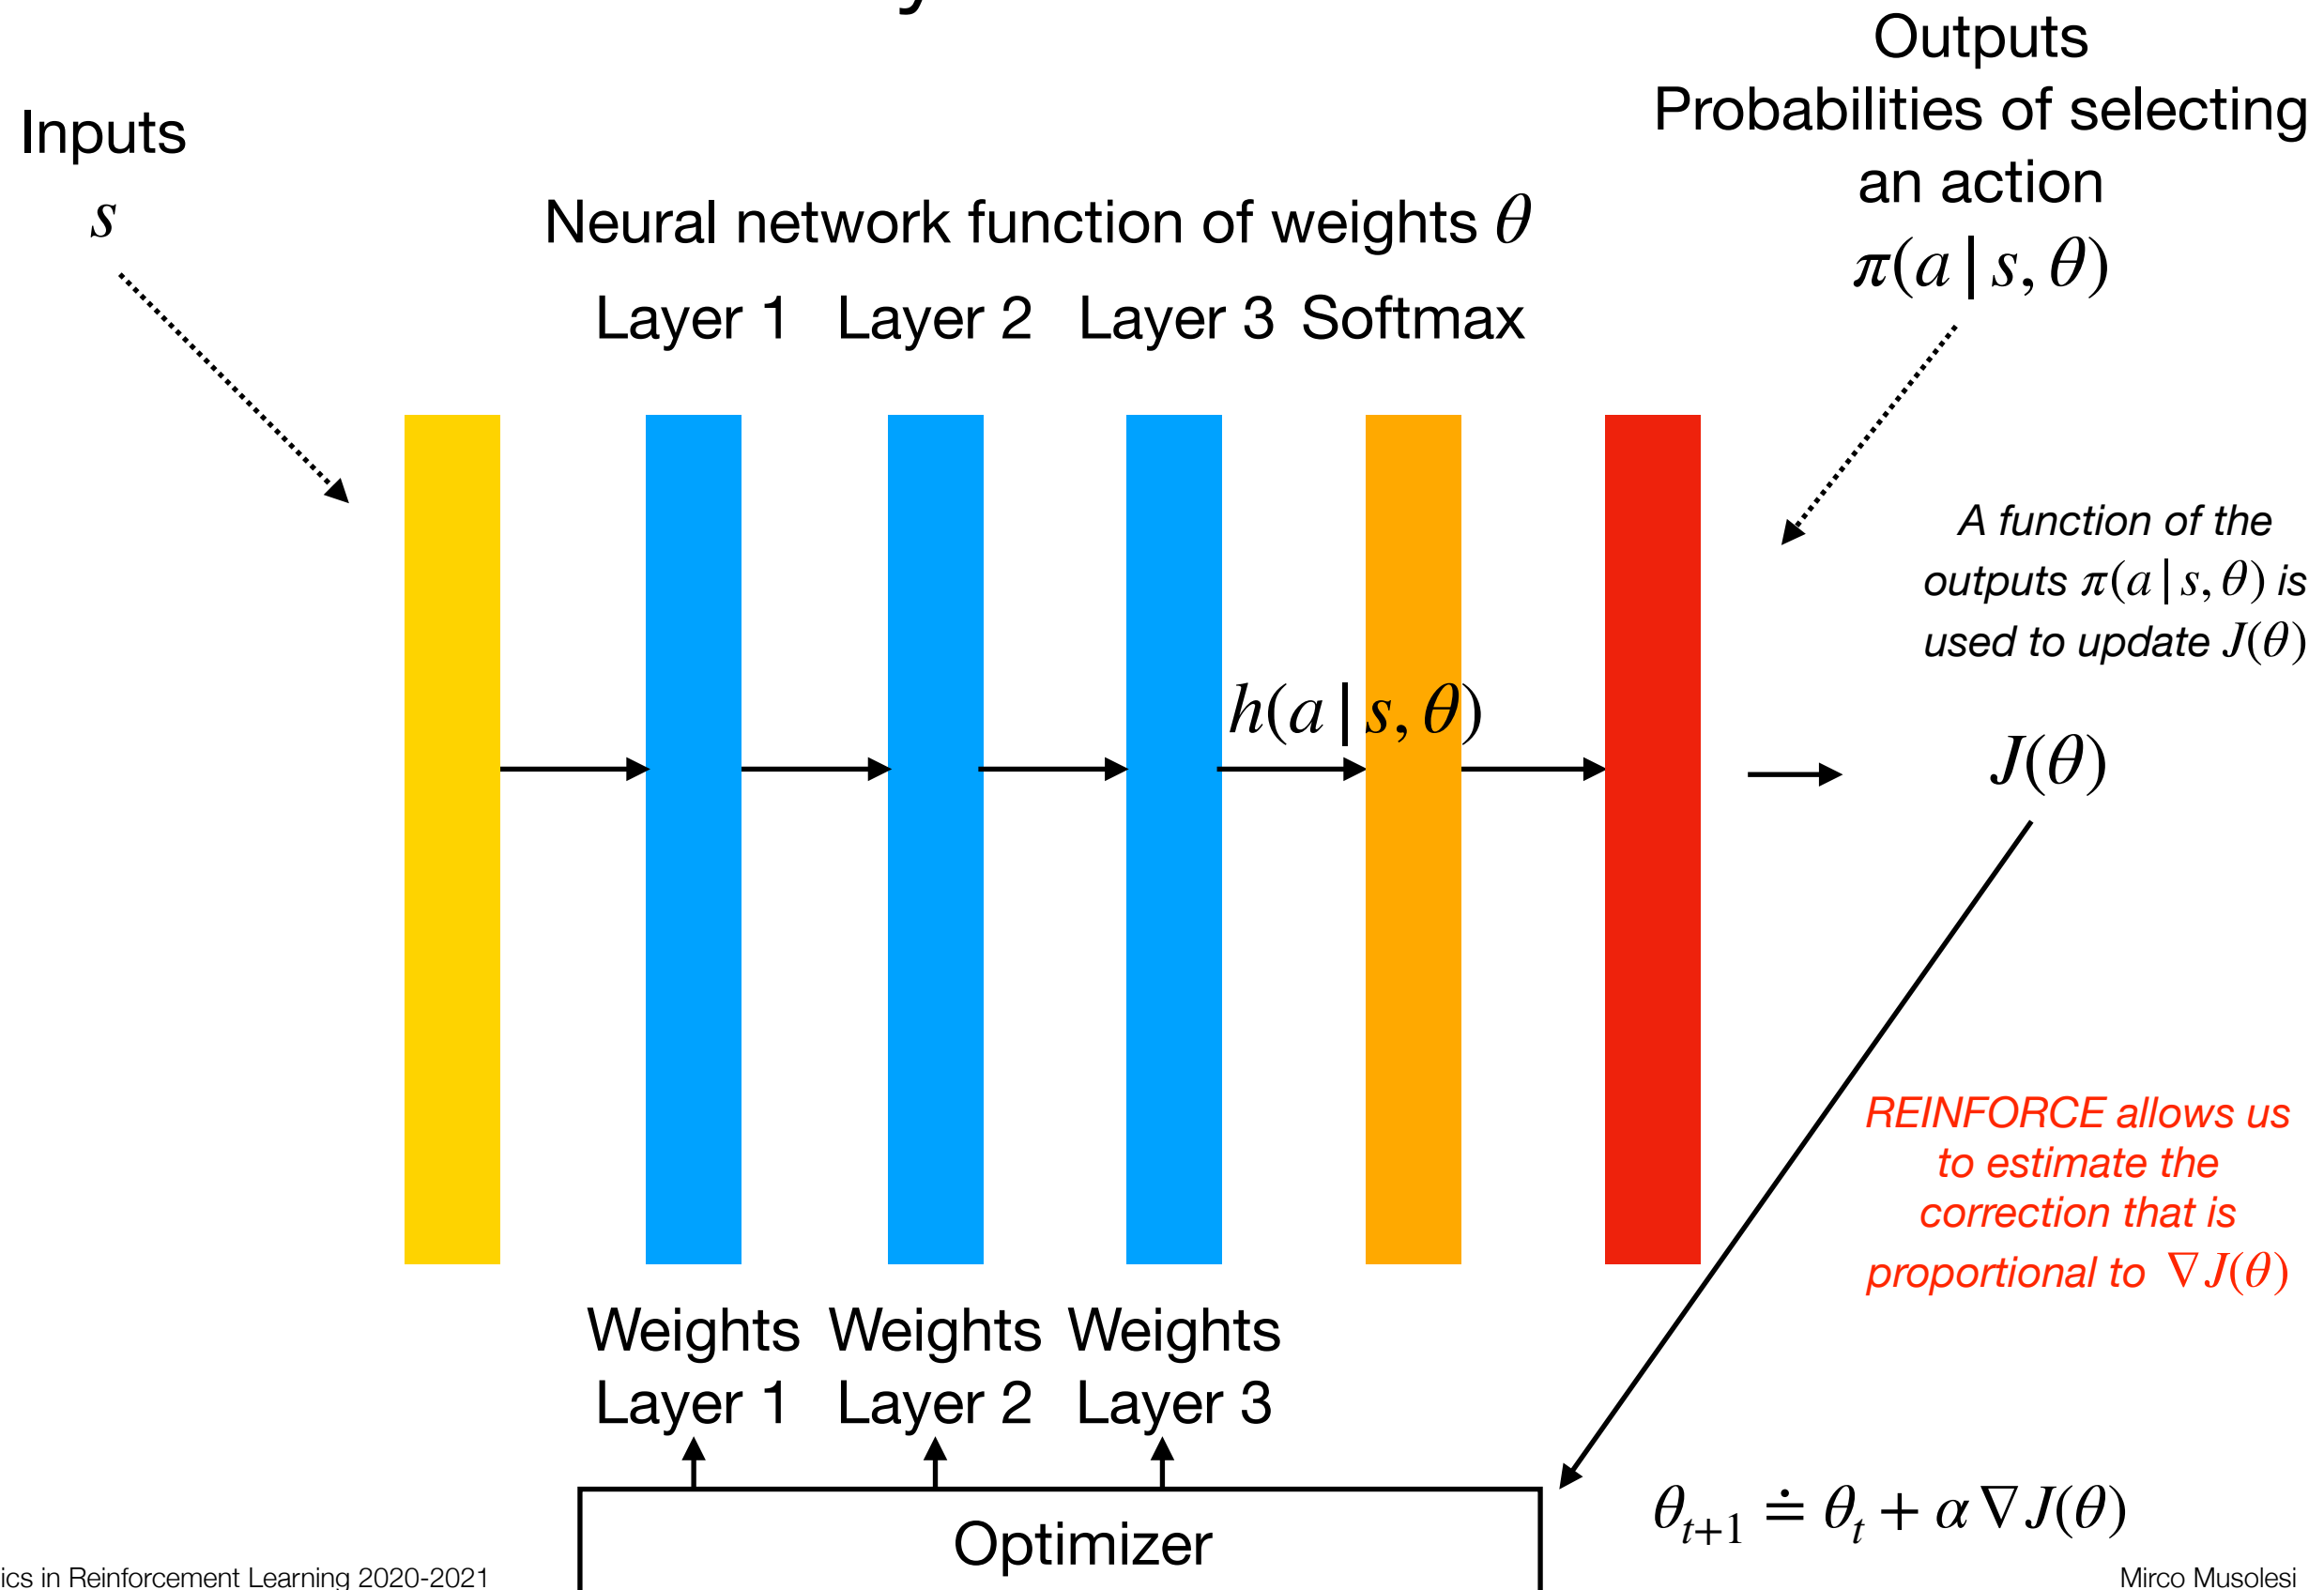 Inputs
s
Outputs
Probabilities of selecting
an action
π(a | s, θ)
Neural network function of weights θ
Layer 1 Layer 2 Layer 3 Softmax
A function of the
outputs π(a | s, θ) is
used to update J(θ)
h(a | s, θ)
J(θ)
REINFORCE allows us
to estimate the
correction that is
proportional to ∇J(θ)
Weights Weights Weights
Layer 1 Layer 2 Layer 3
Optimizer
θ_{t+1} ≐ θ_t + α∇J(θ)
ics in Reinforcement Learning 2020-2021
Mirco Musolesi